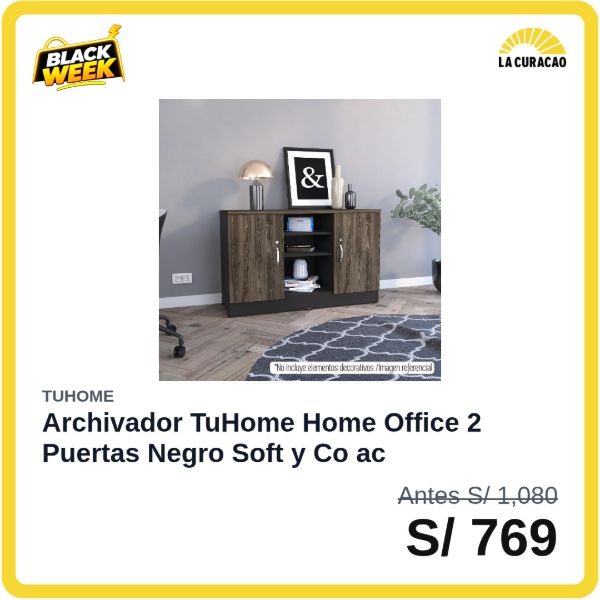 BLACK
WEEK
LA CURACAO
&
*No incluye elementos decorativos /Imagen referencial
TUHOME
Archivador TuHome Home Office 2
Puertas Negro Soft y Co ac
Antes S/ 1,080
S/ 769